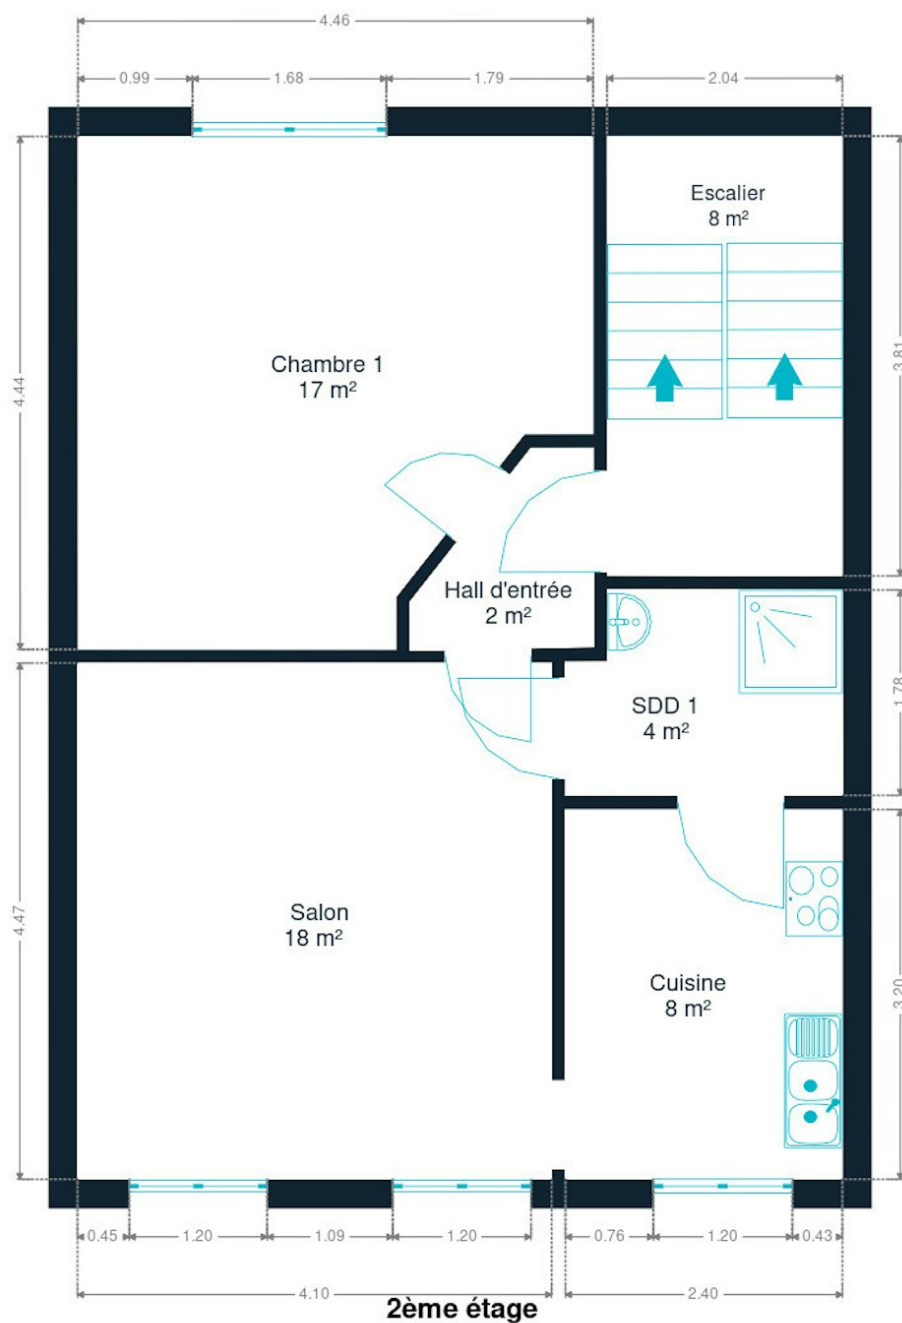 4.46
0.99
1.68
1.79
2.04
Escalier
8 m²
3.81
Chambre 1
17 m²
4.44
Hall d'entrée
2 m²
SDD 1
4 m²
1.78
Salon
18 m²
4.47
Cuisine
8 m²
3.20
0.45
1.20
1.09
1.20
0.76
1.20
0.43
4.10
2.40
2ème étage